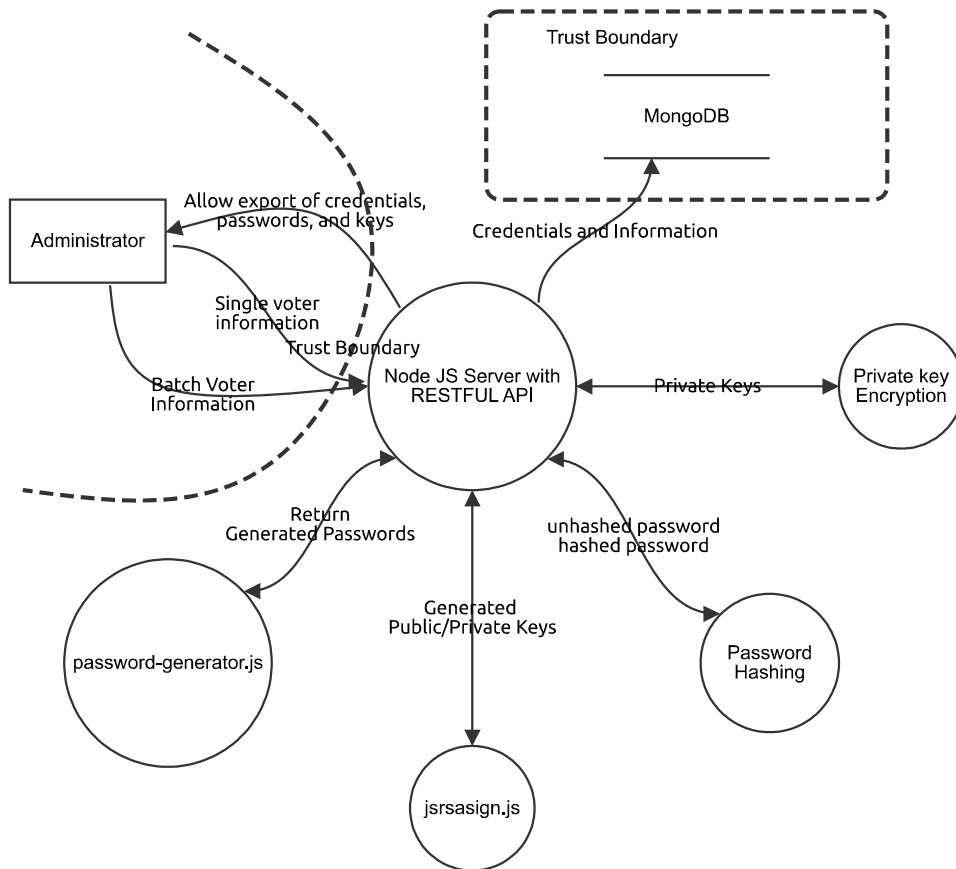 Trust Boundary
MongoDB
Allow export of credentials,
passwords, and keys
Administrator
Credentials and Information
Single voter
information
Trust Boundary
Batch Voter
Information
Node JS Server with
RESTFUL API
Private Keys
Private key
Encryption
Return
Generated Passwords
unhashed password
hashed password
Generated
Public/Private Keys
password-generator.js
Password
Hashing
jsrsasign.js